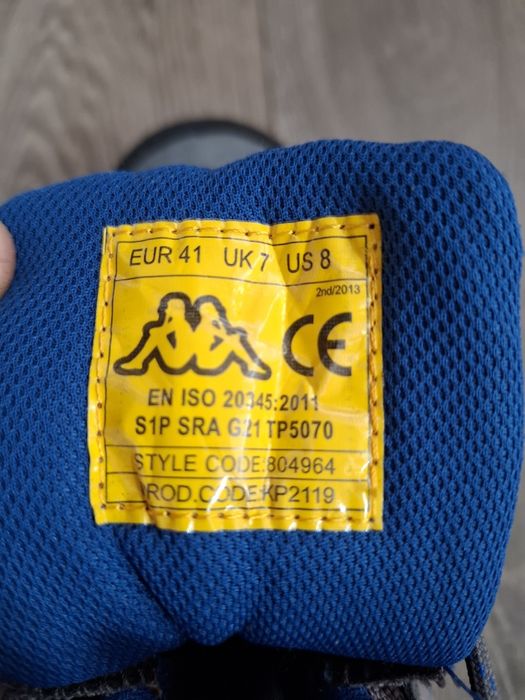 EUR 41 UK 7 US 8
2nd/2013
CE
EN ISO 20345:2011
S1P SRA G21 TP5070
STYLE CODE:804964
PROD.CODE:KP2119